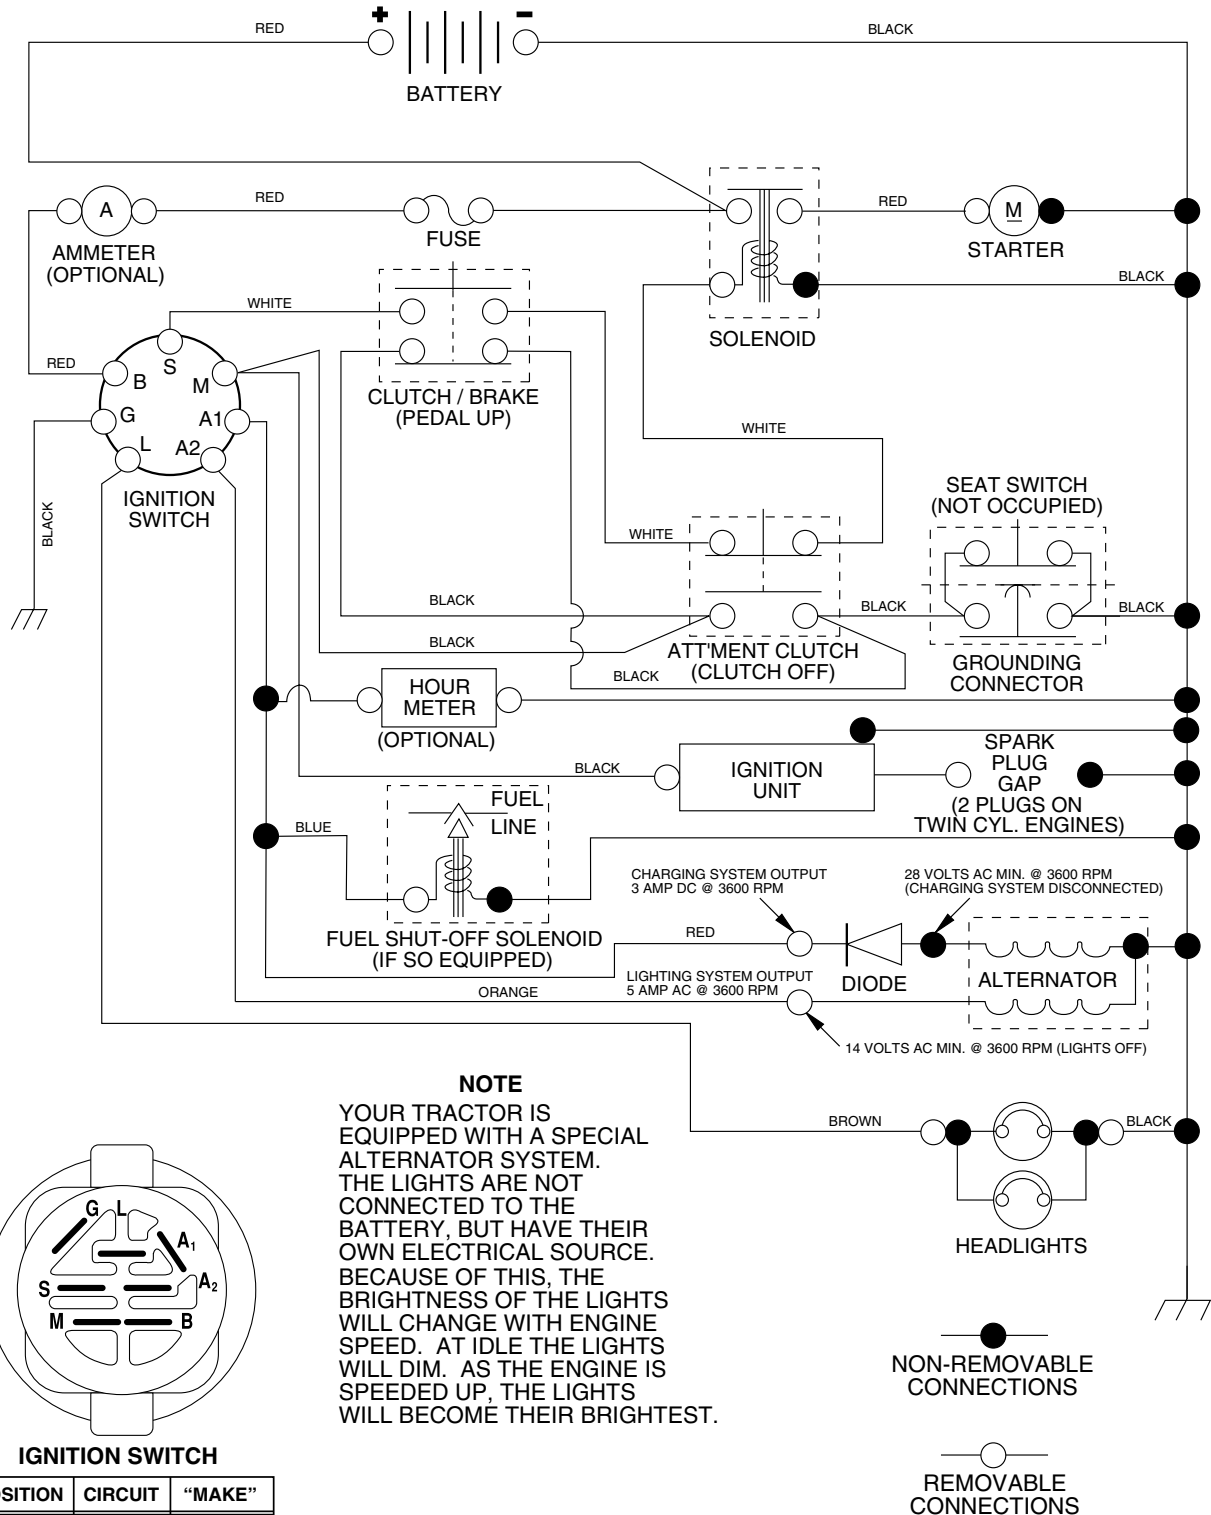 + −
RED
BLACK
BATTERY
A
RED
FUSE
RED
M
STARTER
AMMETER
(OPTIONAL)
BLACK
WHITE
SOLENOID
RED
S
B
M
G
A1
L
A2
CLUTCH / BRAKE
(PEDAL UP)
WHITE
IGNITION
SWITCH
BLACK
SEAT SWITCH
(NOT OCCUPIED)
WHITE
BLACK
BLACK
BLACK
BLACK
ATT'MENT CLUTCH
(CLUTCH OFF)
BLACK
GROUNDING
CONNECTOR
HOUR
METER
(OPTIONAL)
BLACK
IGNITION
UNIT
SPARK
PLUG
GAP
(2 PLUGS ON
TWIN CYL. ENGINES)
FUEL
LINE
BLUE
FUEL SHUT-OFF SOLENOID
(IF SO EQUIPPED)
CHARGING SYSTEM OUTPUT
3 AMP DC @ 3600 RPM
28 VOLTS AC MIN. @ 3600 RPM
(CHARGING SYSTEM DISCONNECTED)
RED
DIODE
ALTERNATOR
LIGHTING SYSTEM OUTPUT
5 AMP AC @ 3600 RPM
ORANGE
14 VOLTS AC MIN. @ 3600 RPM (LIGHTS OFF)
NOTE
YOUR TRACTOR IS
EQUIPPED WITH A SPECIAL
ALTERNATOR SYSTEM.
THE LIGHTS ARE NOT
CONNECTED TO THE
BATTERY, BUT HAVE THEIR
OWN ELECTRICAL SOURCE.
BECAUSE OF THIS, THE
BRIGHTNESS OF THE LIGHTS
WILL CHANGE WITH ENGINE
SPEED. AT IDLE THE LIGHTS
WILL DIM. AS THE ENGINE IS
SPEEDED UP, THE LIGHTS
WILL BECOME THEIR BRIGHTEST.
BROWN
BLACK
HEADLIGHTS
G L
A1
S
A2
M
B
IGNITION SWITCH
SITION CIRCUIT “MAKE”
NON-REMOVABLE
CONNECTIONS
REMOVABLE
CONNECTIONS